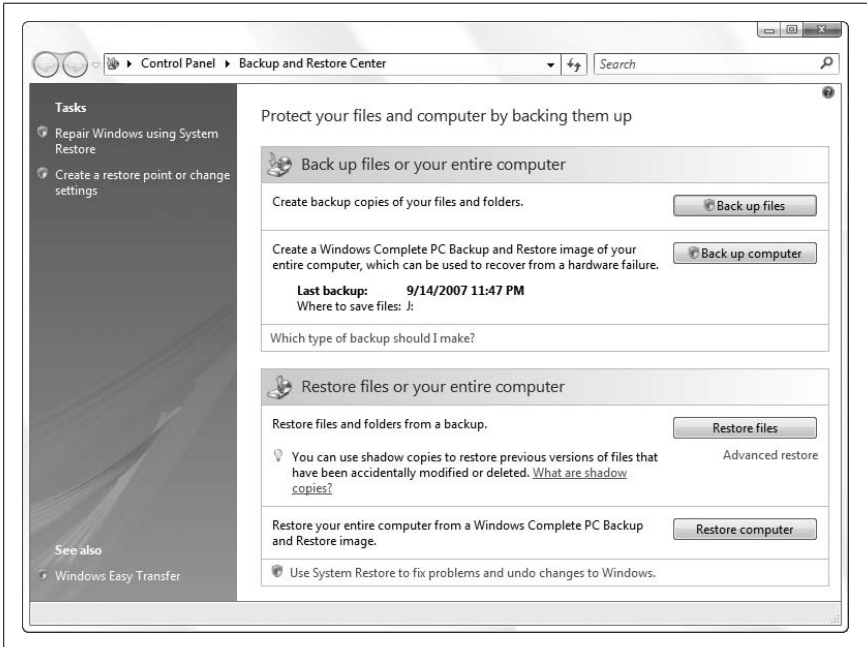 Control Panel
Backup and Restore Center
Search
Tasks
Repair Windows using System
Restore
Create a restore point or change
settings
See also
Windows Easy Transfer
Protect your files and computer by backing them up
Back up files or your entire computer
Create backup copies of your files and folders.
Back up files
Create a Windows Complete PC Backup and Restore image of your
entire computer, which can be used to recover from a hardware failure.
Back up computer
Last backup: 9/14/2007 11:47 PM
Where to save files: J:
Which type of backup should I make?
Restore files or your entire computer
Restore files and folders from a backup.
Restore files
You can use shadow copies to restore previous versions of files that
have been accidentally modified or deleted. What are shadow
copies?
Advanced restore
Restore your entire computer from a Windows Complete PC Backup
and Restore image.
Restore computer
Use System Restore to fix problems and undo changes to Windows.